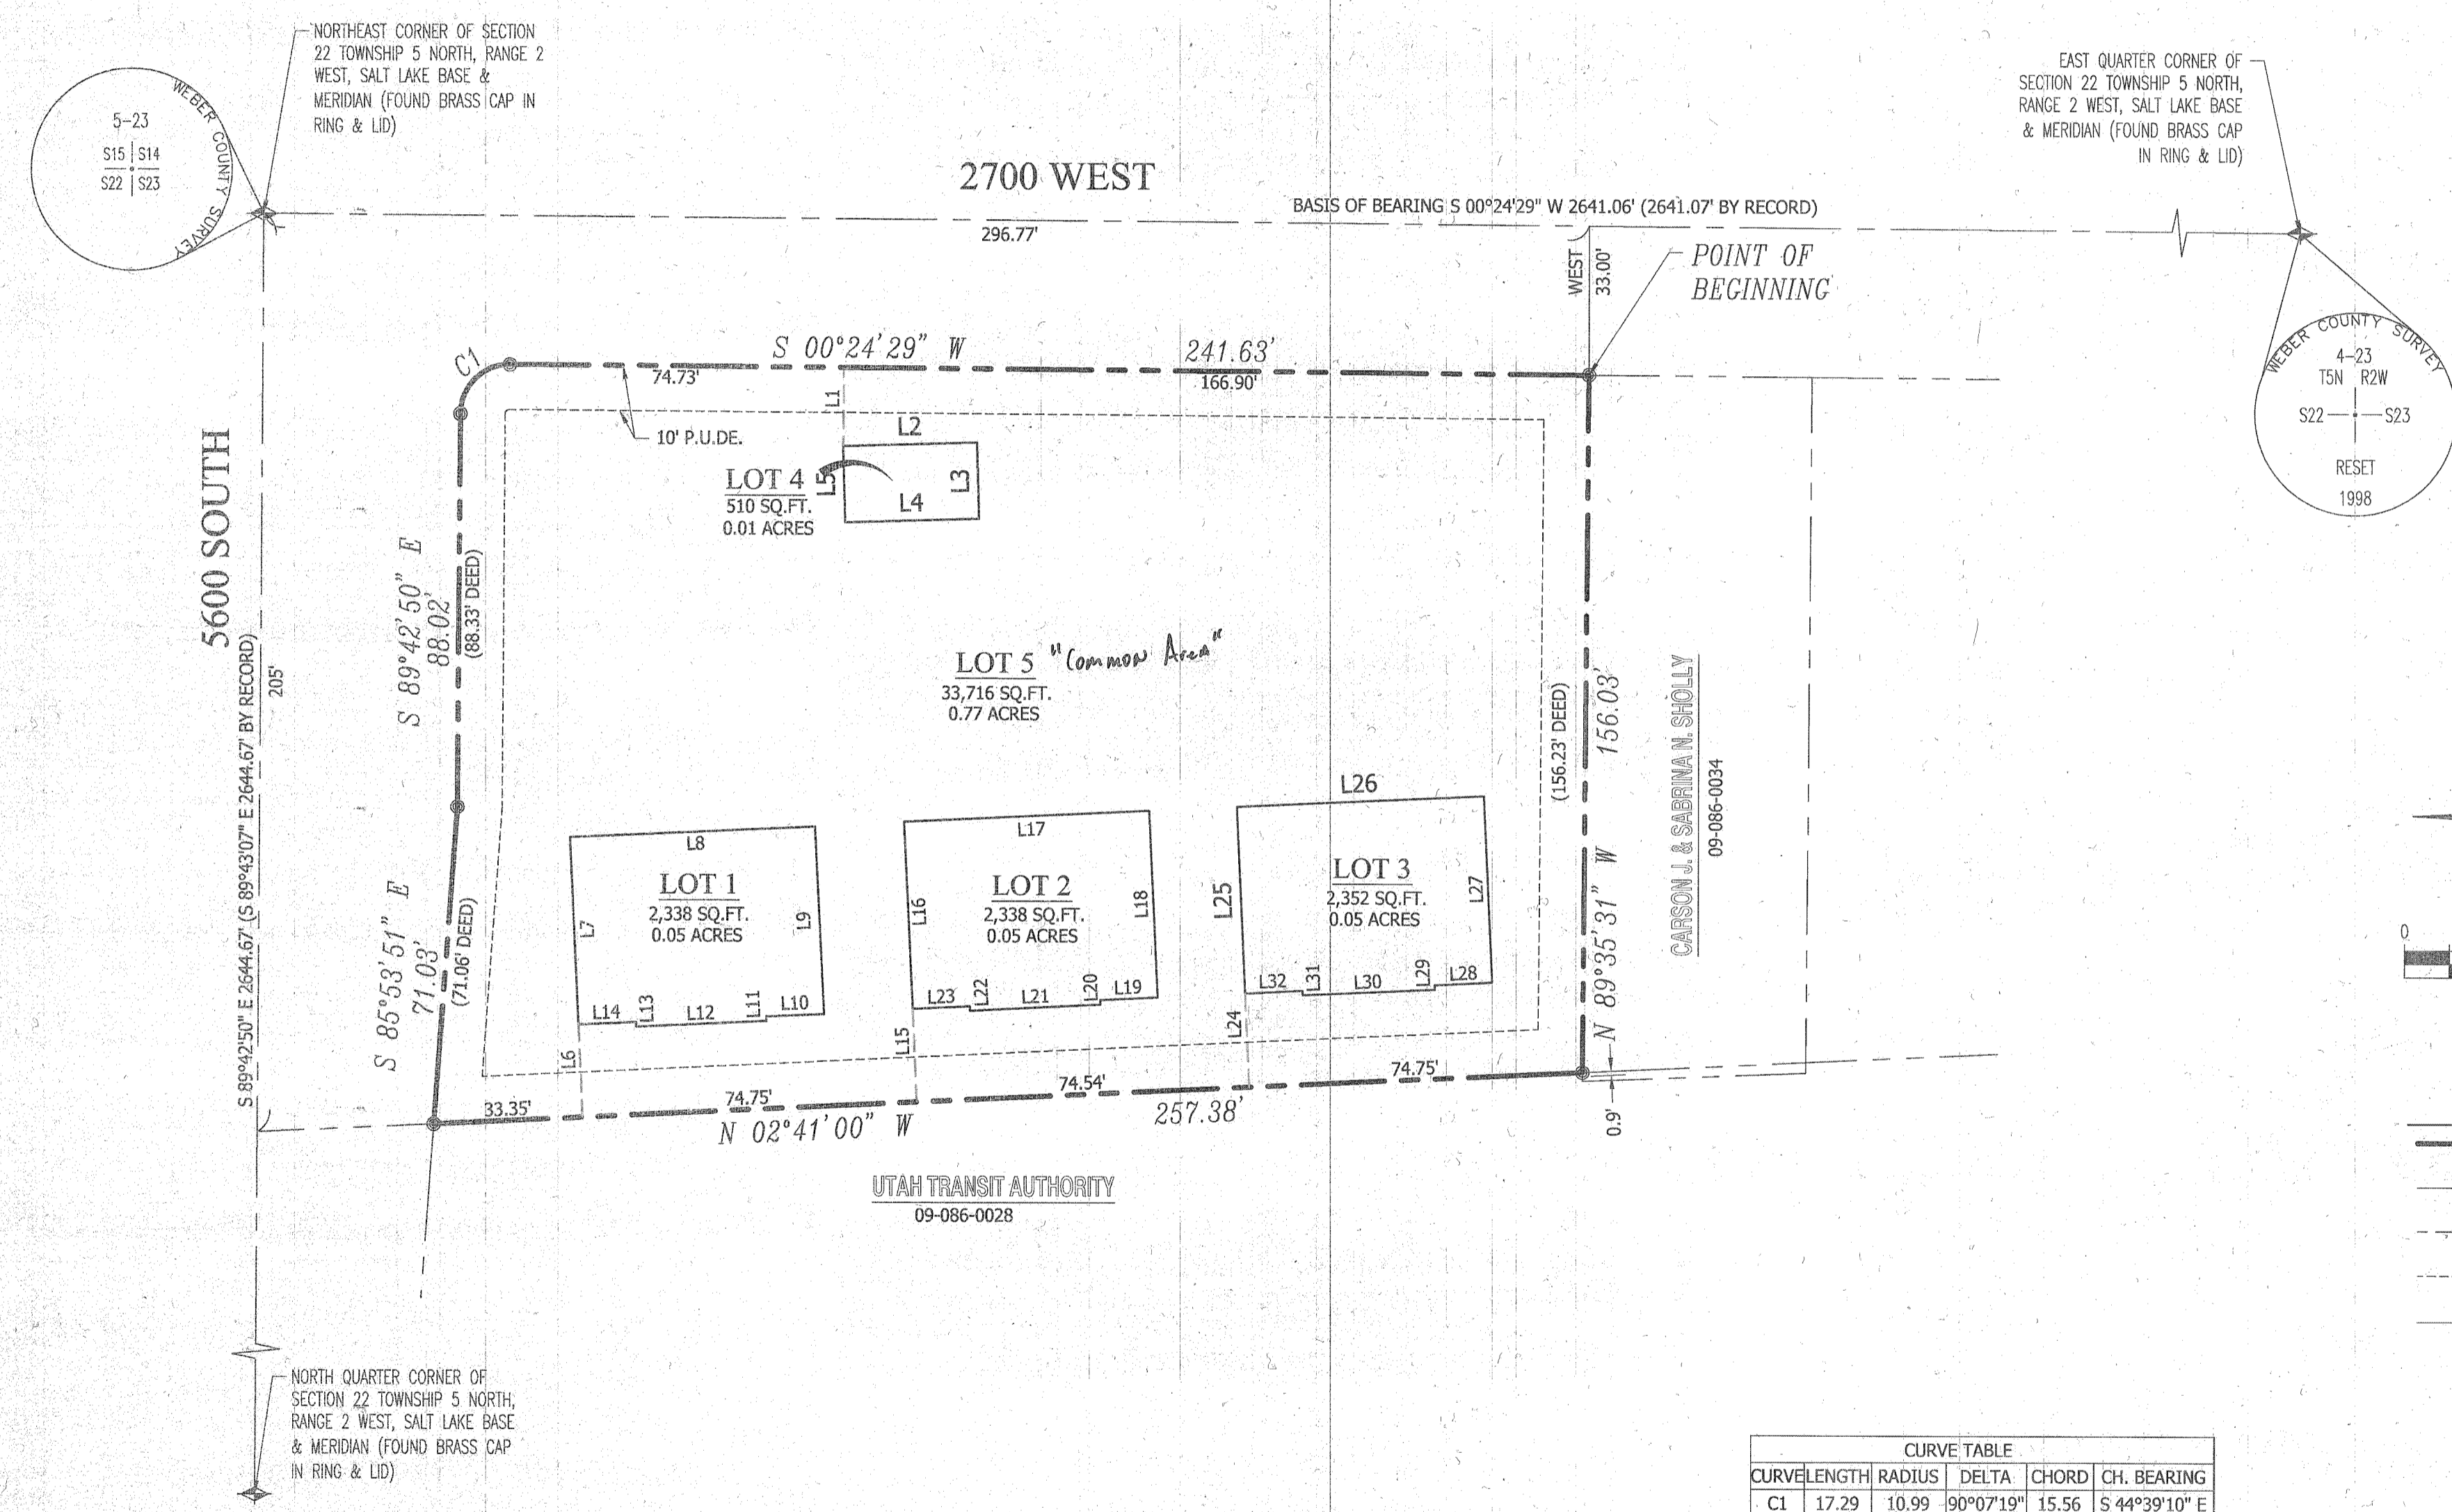 NORTHEAST CORNER OF SECTION
22 TOWNSHIP 5 NORTH, RANGE 2
WEST, SALT LAKE BASE &
MERIDIAN (FOUND BRASS CAP IN
RING & LID)
WEBER COUNTY SURVEY
5-23
S15 S14
S22 S23
EAST QUARTER CORNER OF
SECTION 22 TOWNSHIP 5 NORTH,
RANGE 2 WEST, SALT LAKE BASE
& MERIDIAN (FOUND BRASS CAP
IN RING & LID)
2700 WEST
BASIS OF BEARING S 00°24'29" W 2641.06' (2641.07' BY RECORD)
296.77'
WEST
33.00'
POINT OF
BEGINNING
WEBER COUNTY SURVEY
4-23
T5N R2W
S22 S23
RESET
1998
C1
S 00°24'29" W
241.63'
74.73'
166.90'
10' P.U.DE.
L1
L2
L3
L4
L5
LOT 4
510 SQ.FT.
0.01 ACRES
5600 SOUTH
S 89°42'50" E 2644.67' (S 89°43'07" E 2644.67' BY RECORD)
205'
S 89°42'50" E
88.02'
(88.33' DEED)
S 85°53'51" E
71.03'
(71.06' DEED)
LOT 5 "Common Area"
33,716 SQ.FT.
0.77 ACRES
(156.23' DEED)
156.03'
N 89°35'31" W
CARSON J. & SABRINA N. SHOLLY
09-086-0034
L8
LOT 1
2,338 SQ.FT.
0.05 ACRES
L7
L9
L14
L13
L12
L11
L10
L6
L17
LOT 2
2,338 SQ.FT.
0.05 ACRES
L16
L18
L23
L22
L21
L20
L19
L15
L26
LOT 3
2,352 SQ.FT.
0.05 ACRES
L25
L27
L32
L31
L30
L29
L28
L24
33.35'
74.75'
74.54'
74.75'
N 02°41'00" W
257.38'
0.9'
0
UTAH TRANSIT AUTHORITY
09-086-0028
NORTH QUARTER CORNER OF
SECTION 22 TOWNSHIP 5 NORTH,
RANGE 2 WEST, SALT LAKE BASE
& MERIDIAN (FOUND BRASS CAP
IN RING & LID)
CURVE TABLE
CURVE LENGTH RADIUS DELTA CHORD CH. BEARING
C1 17.29 10.99 90°07'19" 15.56 S 44°39'10" E